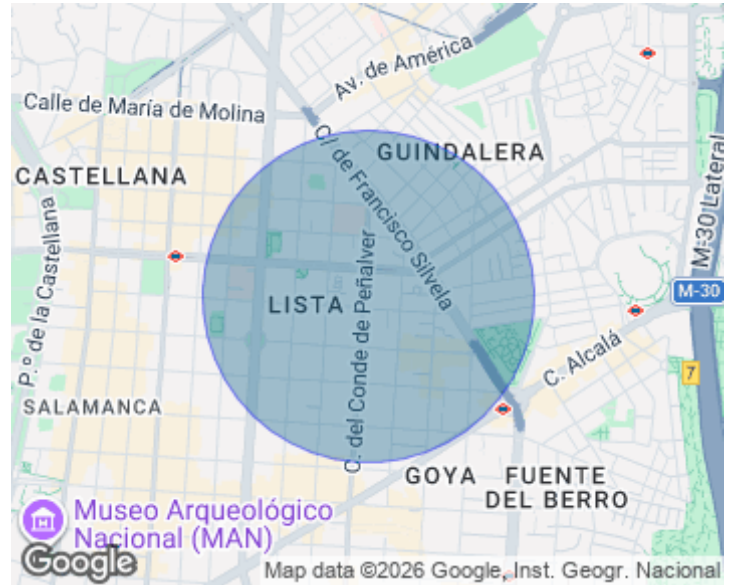 Av. de América
Calle de María de Molina
C/ de Francisco Silvela
GUINDALERA
CASTELLANA
M-30 Lateral
P.º de la Castellana
C. del Conde de Peñalver
LISTA
M-30
C. Alcalá
7
SALAMANCA
GOYA
FUENTE
DEL BERRO
Museo Arqueológico
Nacional (MAN)
Google
Map data ©2026 Google, Inst. Geogr. Nacional